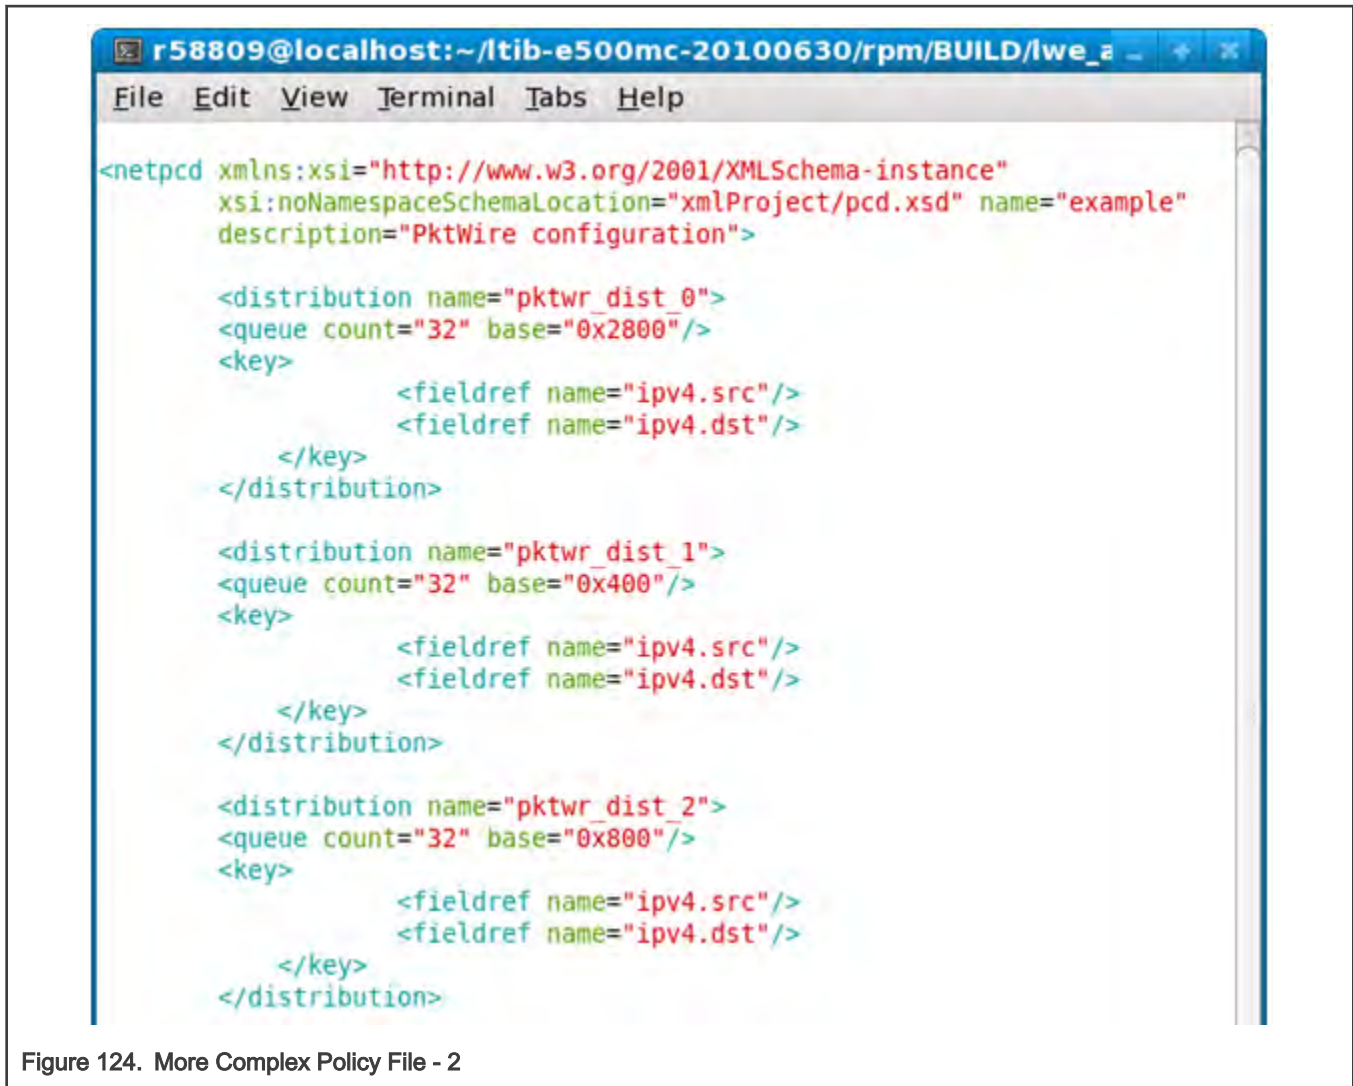 r58809@localhost:~/ltib-e500mc-20100630/rpm/BUILD/lwe_a
File Edit View Terminal Tabs Help
<netpcd xmlns:xsi="http://www.w3.org/2001/XMLSchema-instance"
xsi:noNamespaceSchemaLocation="xmlProject/pcd.xsd" name="example"
description="PktWire configuration">
<distribution name="pktwr_dist_0">
<queue count="32" base="0x2800"/>
<key>
<fieldref name="ipv4.src"/>
<fieldref name="ipv4.dst"/>
</key>
</distribution>
<distribution name="pktwr_dist_1">
<queue count="32" base="0x400"/>
<key>
<fieldref name="ipv4.src"/>
<fieldref name="ipv4.dst"/>
</key>
</distribution>
<distribution name="pktwr_dist_2">
<queue count="32" base="0x800"/>
<key>
<fieldref name="ipv4.src"/>
<fieldref name="ipv4.dst"/>
</key>
</distribution>
Figure 124. More Complex Policy File - 2